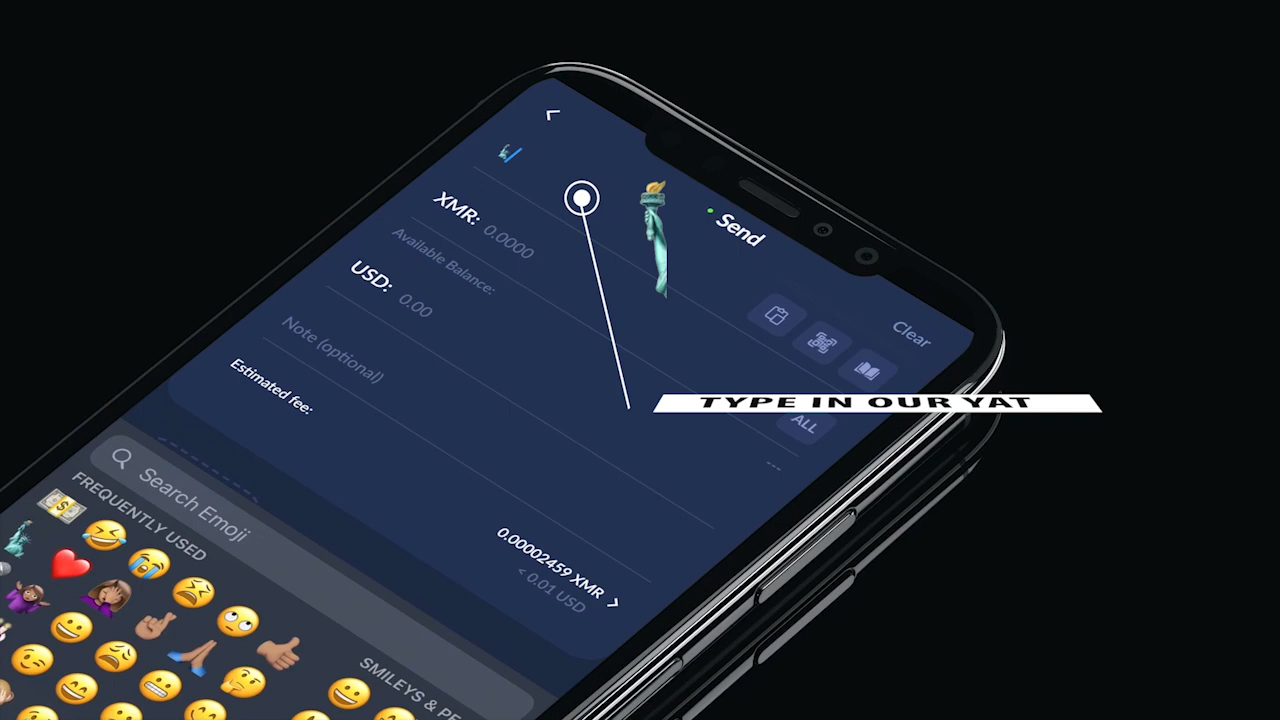 Send
Clear
XMR: 0.0000
ALL
Available Balance:
---
USD: 0.00
Note (optional)
Estimated fee:
0.00002459 XMR
< 0.01 USD
TYPE IN OUR YAT
Search Emoji
FREQUENTLY USED
SMILEYS & PE